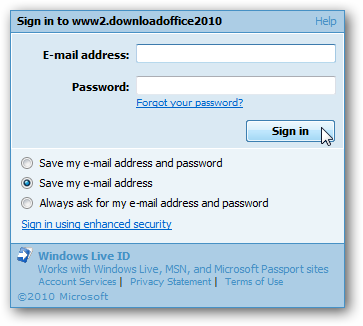 Sign in to www2.downloadoffice2010 Help
E-mail address:
Password:
Forgot your password?
Sign in
Save my e-mail address and password
Save my e-mail address
Always ask for my e-mail address and password
Sign in using enhanced security
Windows Live ID
Works with Windows Live, MSN, and Microsoft Passport sites
Account Services | Privacy Statement | Terms of Use
©2010 Microsoft